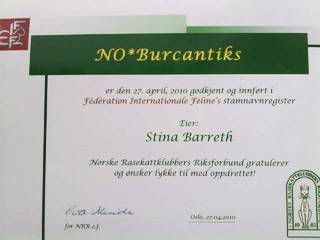 NO*Burcantiks
er den 27. april, 2010 godkjent og innført i
Fédération Internationale Feline's stamnavnregister
Eier:
Stina Barreth
Norske Rasekattklubbers Riksforbund gratulerer
og ønsker lykke til med oppdrettet!
for NRR e.f.
Oslo, 27.04.2010